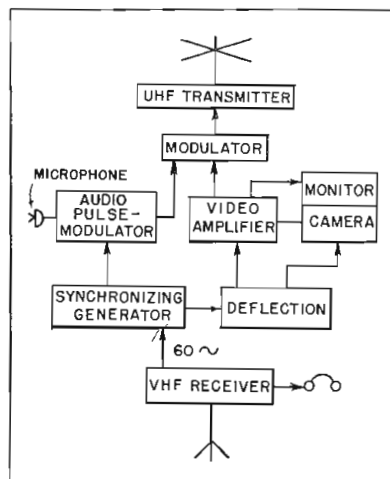 UHF TRANSMITTER
MODULATOR
MICROPHONE
AUDIO
PULSE-
MODULATOR
VIDEO
AMPLIFIER
MONITOR
CAMERA
SYNCHRONIZING
GENERATOR
DEFLECTION
60 ~
VHF RECEIVER